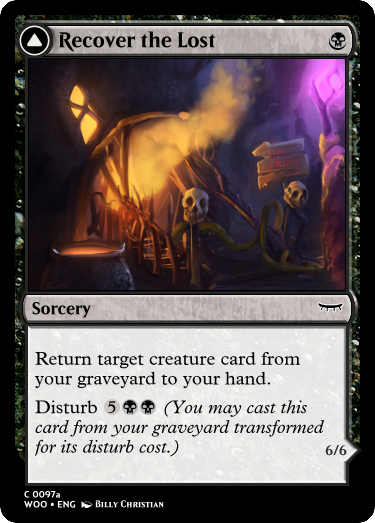 Recover the Lost
Sorcery
Return target creature card from
your graveyard to your hand.
Disturb 5 (You may cast this
card from your graveyard transformed
for its disturb cost.)
6/6
C 0097a
WOO • ENG Billy Christian